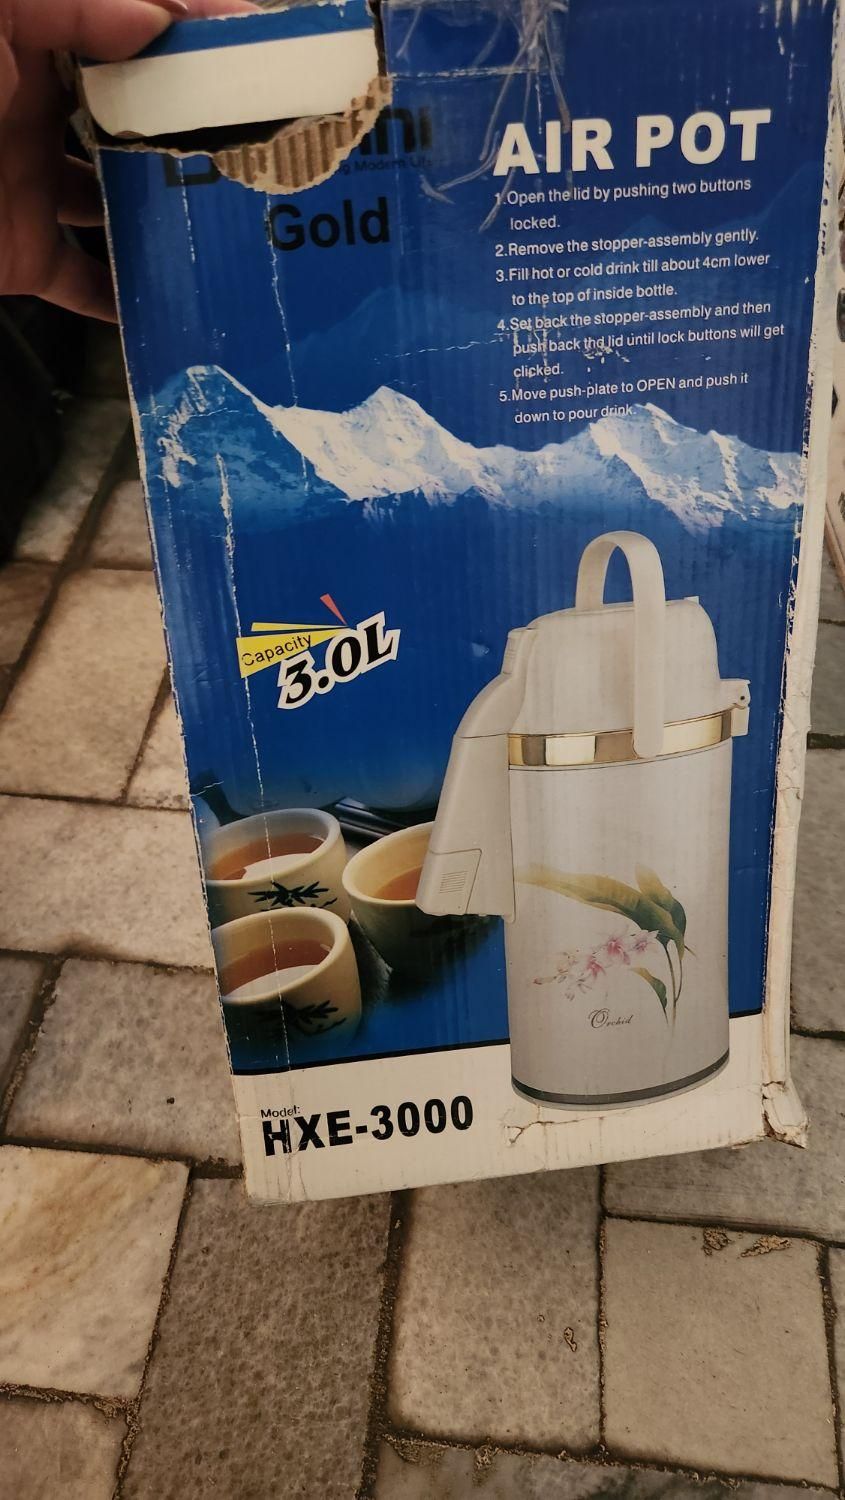 Gold
AIR POT
1.Open the lid by pushing two buttons
locked.
2.Remove the stopper-assembly gently.
3.Fill hot or cold drink till about 4cm lower
to the top of inside bottle.
4.Set back the stopper-assembly and then
push back the lid until lock buttons will get
clicked.
5.Move push-plate to OPEN and push it
down to pour drink.
Capacity
3.0L
Orchid
Model:
HXE-3000